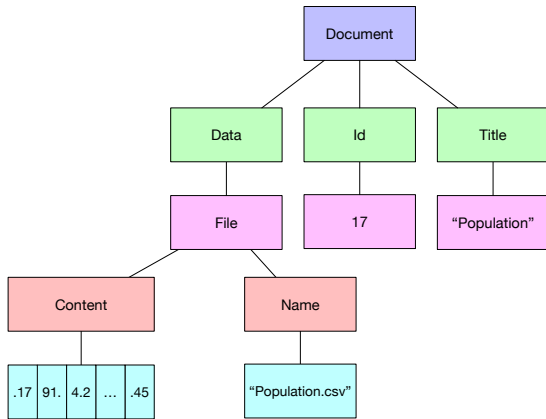 Document
Data Id Title
File 17 “Population”
Content Name
.17 91. 4.2 ... .45 “Population.csv”